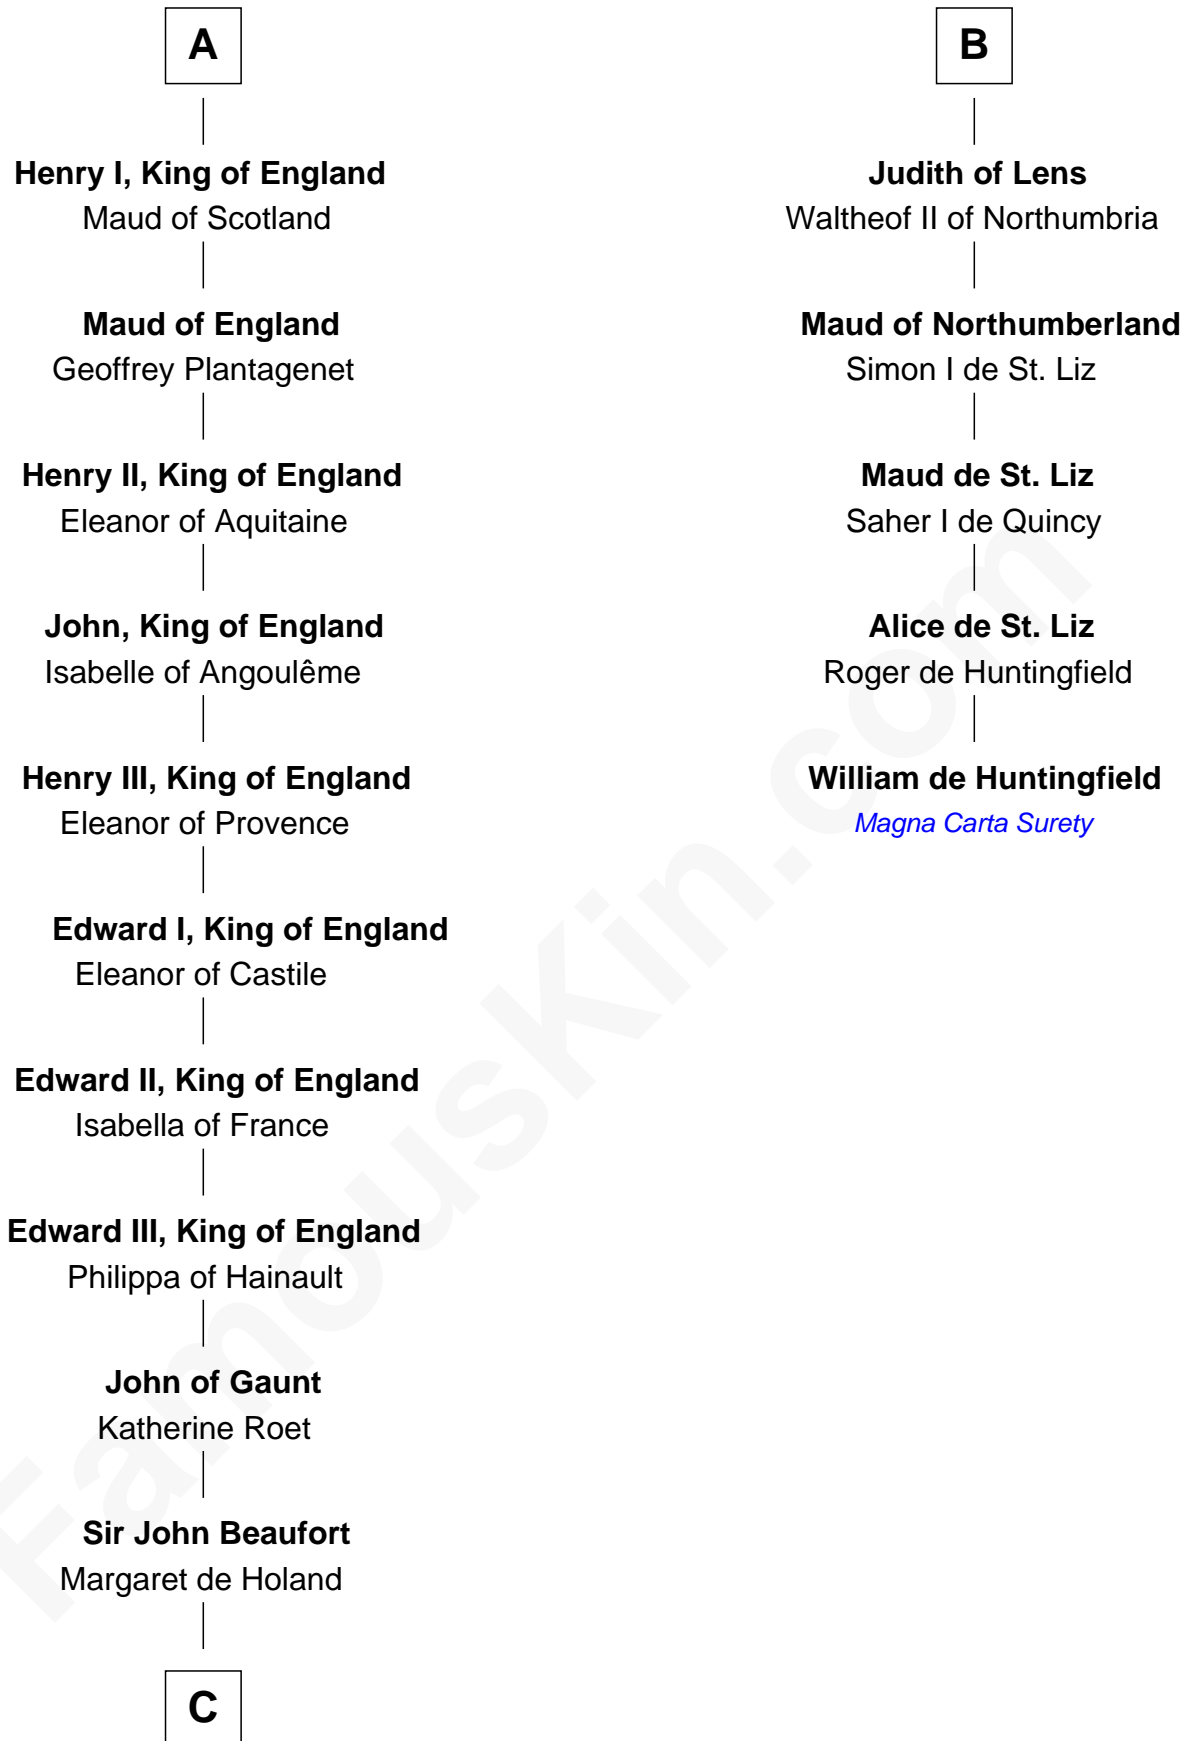 A
Henry I, King of England
Maud of Scotland
Maud of England
Geoffrey Plantagenet
Henry II, King of England
Eleanor of Aquitaine
John, King of England
Isabelle of Angoulême
Henry III, King of England
Eleanor of Provence
Edward I, King of England
Eleanor of Castile
Edward II, King of England
Isabella of France
Edward III, King of England
Philippa of Hainault
John of Gaunt
Katherine Roet
Sir John Beaufort
Margaret de Holand
C
B
Judith of Lens
Waltheof II of Northumbria
Maud of Northumberland
Simon I de St. Liz
Maud de St. Liz
Saher I de Quincy
Alice de St. Liz
Roger de Huntingfield
William de Huntingfield
Magna Carta Surety
FamousKin.com